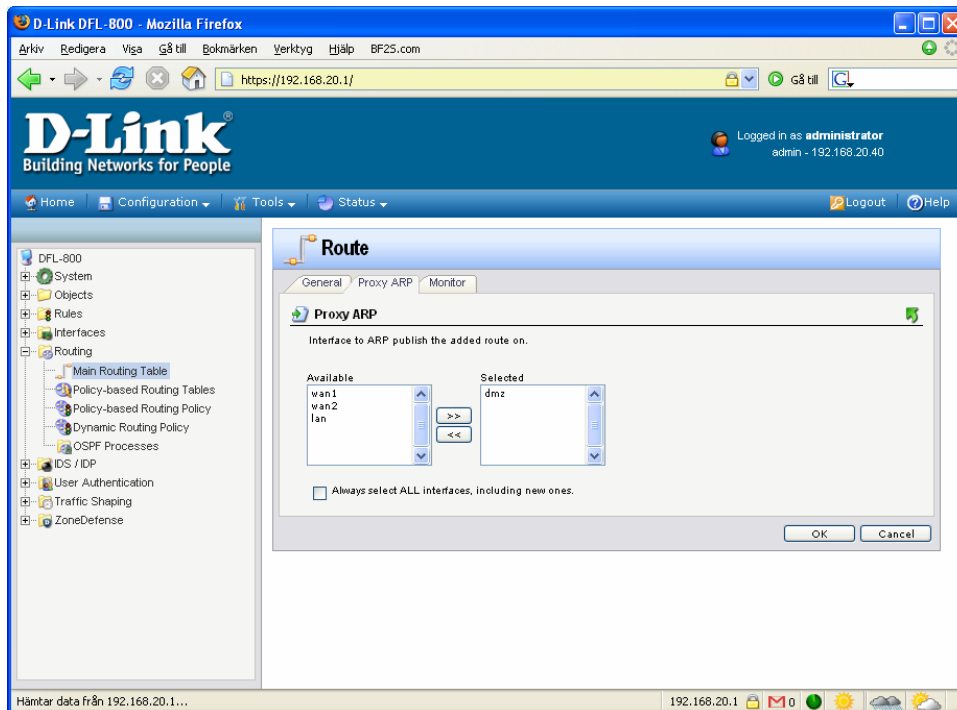 D-Link DFL-800 - Mozilla Firefox
Arkiv Redigera Visa Gå till Bokmärken Verktyg Hjälp BF2S.com
https://192.168.20.1/ Gå till
D-Link®
Building Networks for People
Logged in as administrator
admin - 192.168.20.40
Home Configuration Tools Status Logout Help
DFL-800
System
Objects
Rules
Interfaces
Routing
Main Routing Table
Policy-based Routing Tables
Policy-based Routing Policy
Dynamic Routing Policy
OSPF Processes
IDS / IDP
User Authentication
Traffic Shaping
ZoneDefense
Route
General Proxy ARP Monitor
Proxy ARP
Interface to ARP publish the added route on.
Available Selected
wan1 dmz
wan2
lan
>>
<<
Always select ALL interfaces, including new ones.
OK Cancel
Hämtar data från 192.168.20.1... 192.168.20.1 0